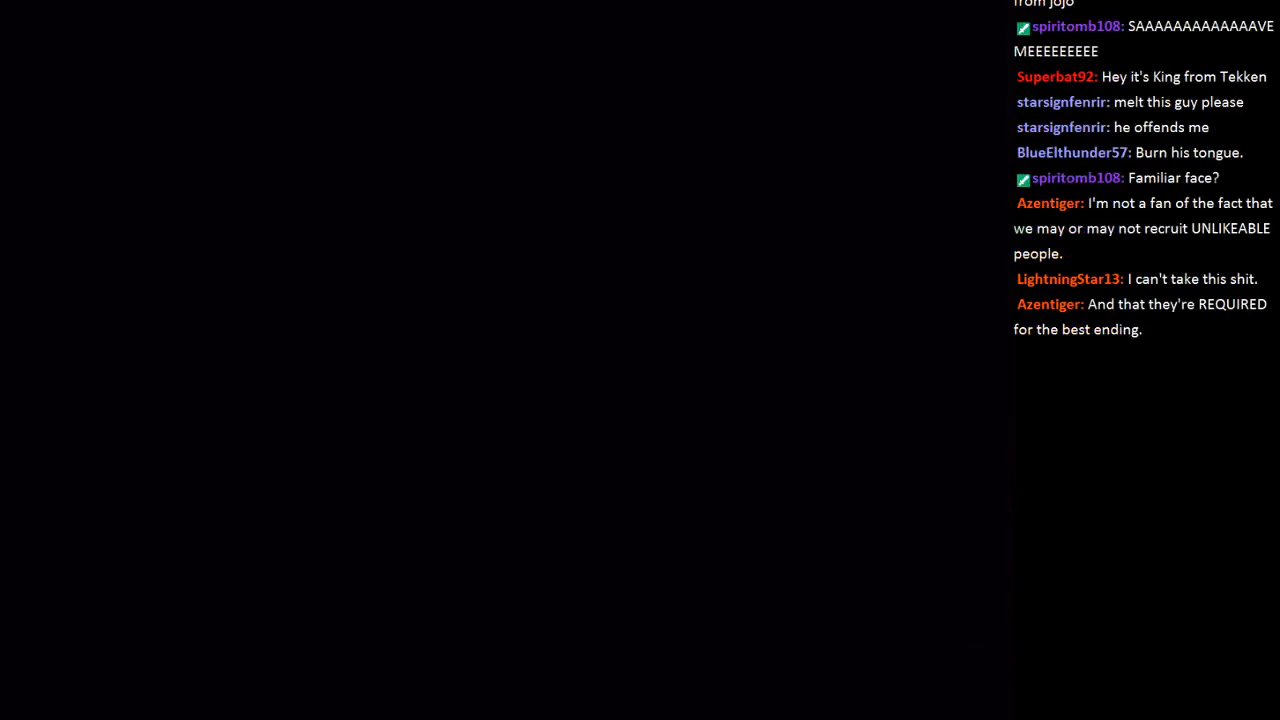 from jojo
spiritomb108: SAAAAAAAAAAAAAVE
MEEEEEEEEE
Superbat92: Hey it's King from Tekken
starsignfenrir: melt this guy please
starsignfenrir: he offends me
BlueElthunder57: Burn his tongue.
spiritomb108: Familiar face?
Azentiger: I'm not a fan of the fact that
we may or may not recruit UNLIKEABLE
people.
LightningStar13: I can't take this shit.
Azentiger: And that they're REQUIRED
for the best ending.